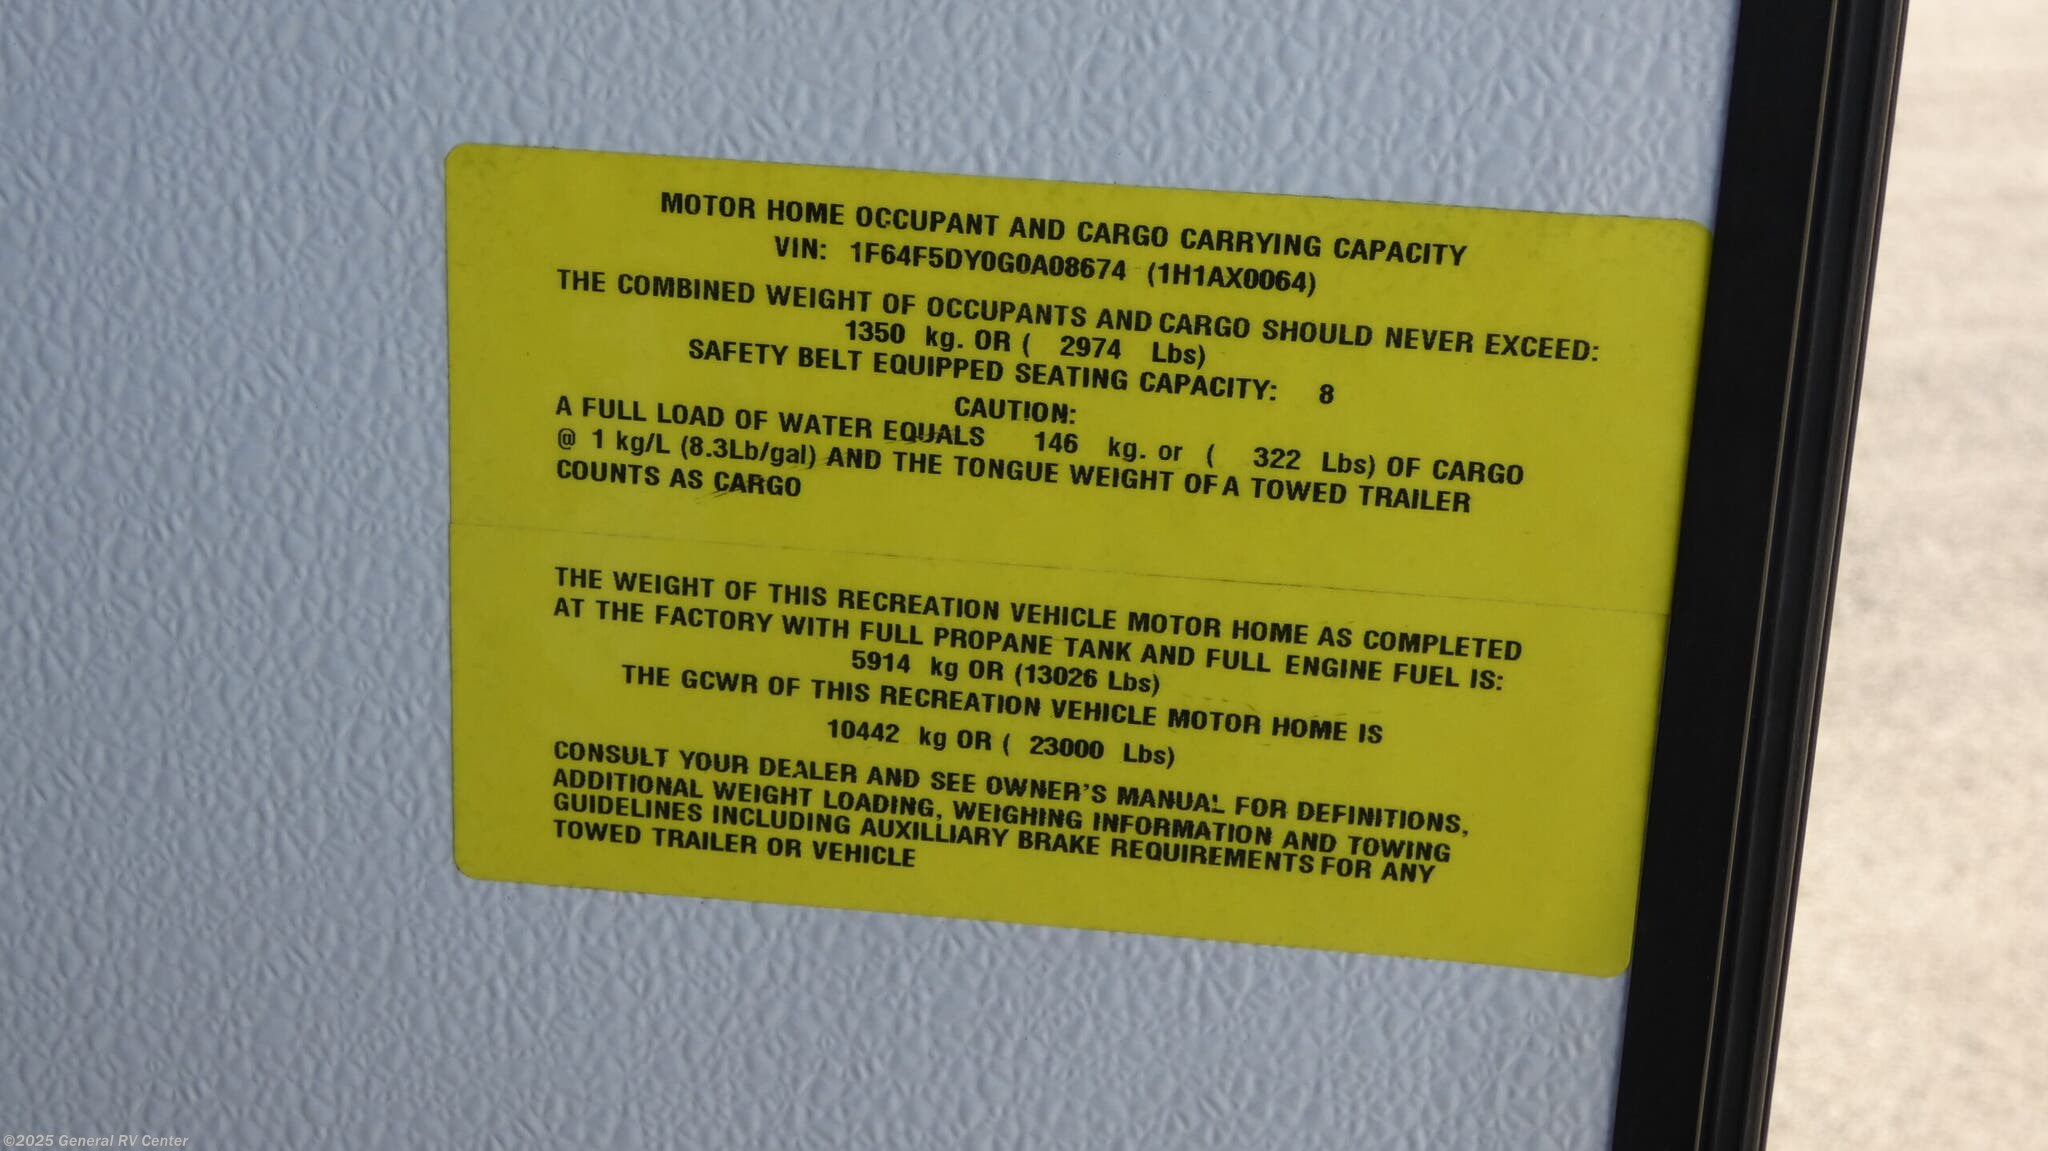 MOTOR HOME OCCUPANT AND CARGO CARRYING CAPACITY
VIN: 1F64F5DY0G0A08674 (1H1AX0064)
THE COMBINED WEIGHT OF OCCUPANTS AND CARGO SHOULD NEVER EXCEED:
1350 kg. OR ( 2974 Lbs)
SAFETY BELT EQUIPPED SEATING CAPACITY: 8
CAUTION:
A FULL LOAD OF WATER EQUALS 146 kg. or ( 322 Lbs) OF CARGO
@ 1 kg/L (8.3Lb/gal) AND THE TONGUE WEIGHT OF A TOWED TRAILER
COUNTS AS CARGO
THE WEIGHT OF THIS RECREATION VEHICLE MOTOR HOME AS COMPLETED
AT THE FACTORY WITH FULL PROPANE TANK AND FULL ENGINE FUEL IS:
5914 kg OR (13026 Lbs)
THE GCWR OF THIS RECREATION VEHICLE MOTOR HOME IS
10442 kg OR ( 23000 Lbs)
CONSULT YOUR DEALER AND SEE OWNER'S MANUAL FOR DEFINITIONS,
ADDITIONAL WEIGHT LOADING, WEIGHING INFORMATION AND TOWING
GUIDELINES INCLUDING AUXILLIARY BRAKE REQUIREMENTS FOR ANY
TOWED TRAILER OR VEHICLE
©2025 General RV Center